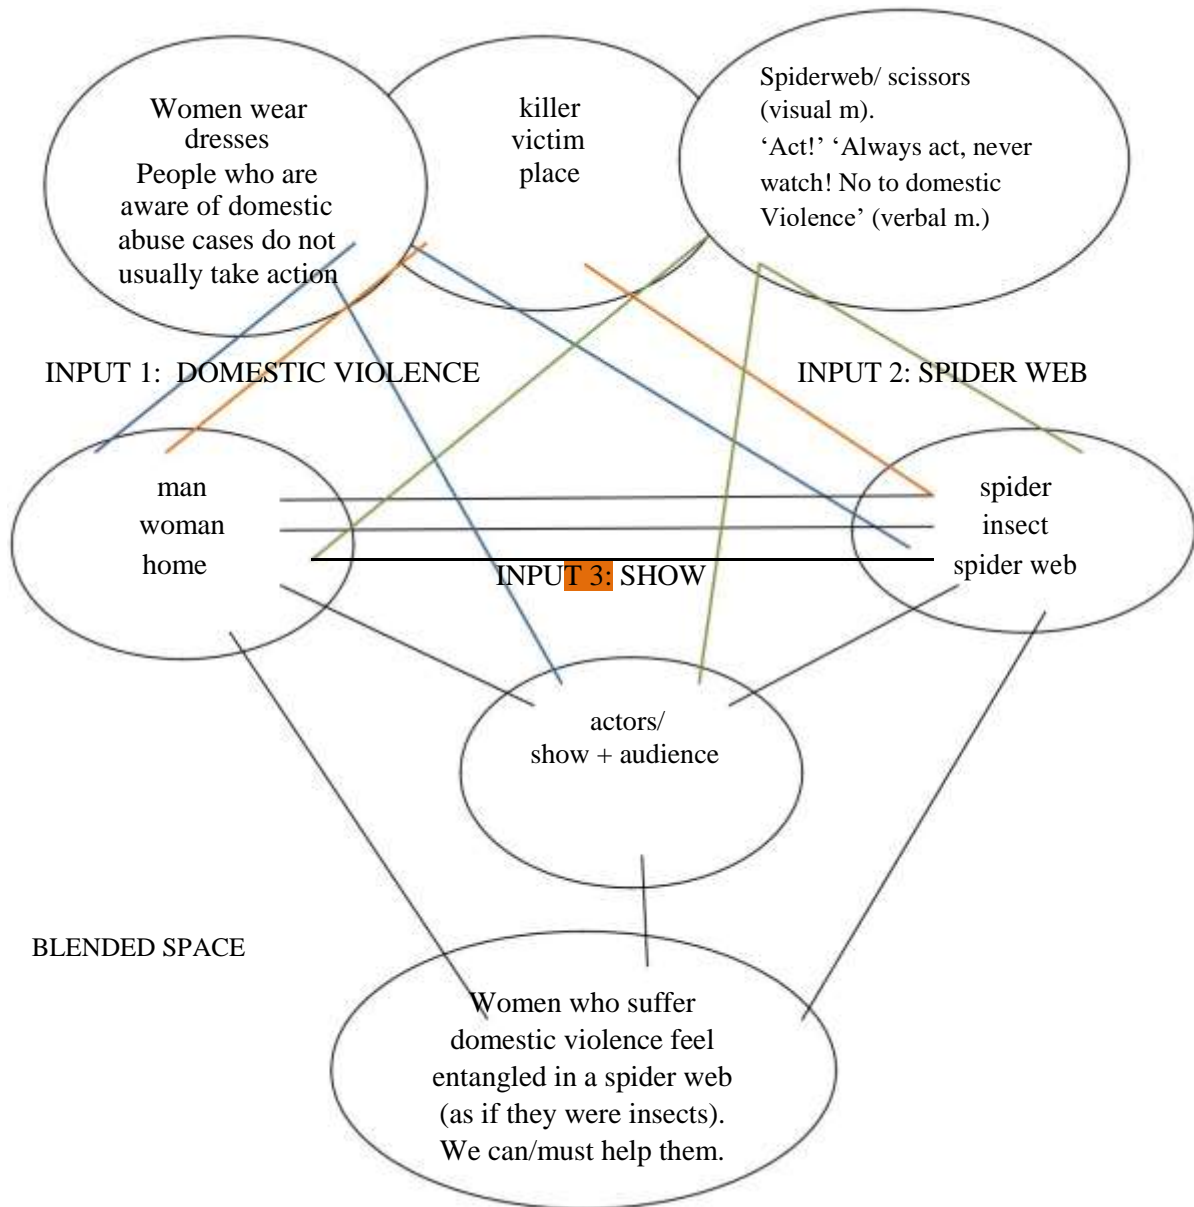 Women wear
dresses
People who are
aware of domestic
abuse cases do not
usually take action
killer
victim
place
Spiderweb/ scissors
(visual m).
‘Act!’ ‘Always act, never
watch! No to domestic
Violence’ (verbal m.)
INPUT 1: DOMESTIC VIOLENCE
INPUT 2: SPIDER WEB
man
woman
home
INPUT 3: SHOW
spider
insect
spider web
actors/
show + audience
BLENDED SPACE
Women who suffer
domestic violence feel
entangled in a spider web
(as if they were insects).
We can/must help them.